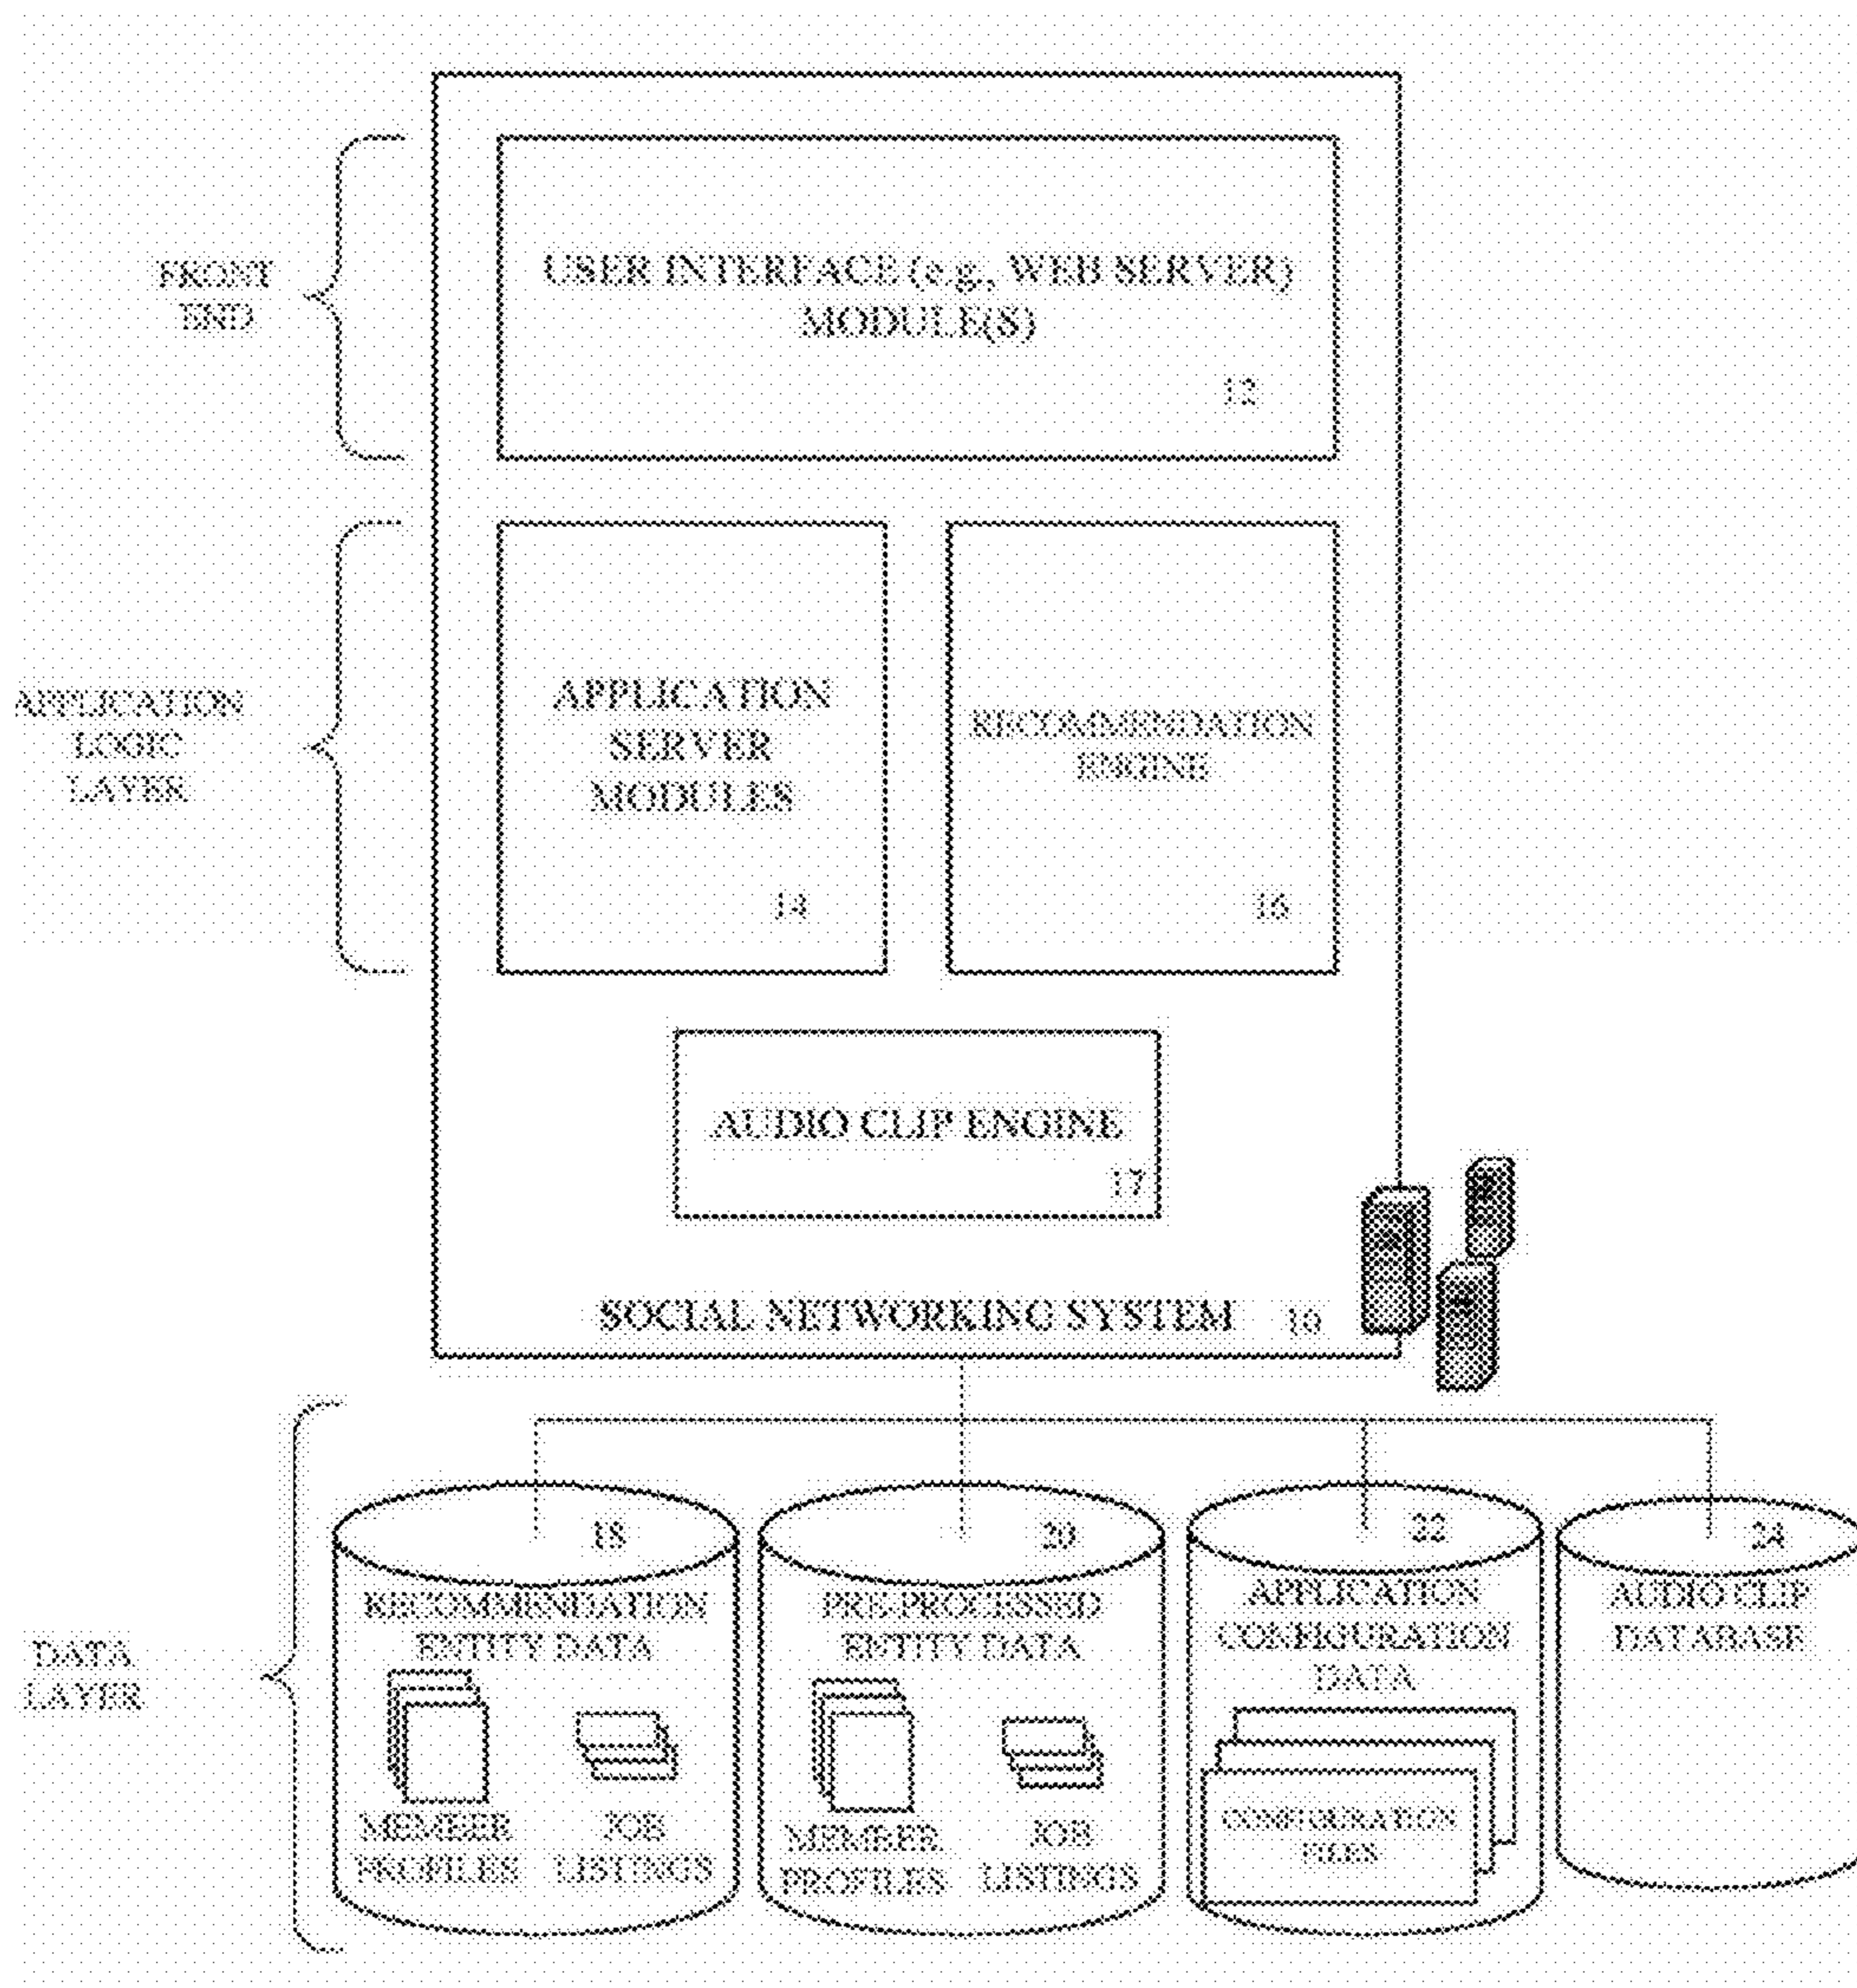 FRONT
END
USER INTERFACE (e.g., WEB SERVER)
MODULE(S)
12
APPLICATION
LOGIC
LAYER
APPLICATION
SERVER
MODULES
14
RECOMMENDATION
ENGINE
16
AUDIO CLIP ENGINE
17
SOCIAL NETWORKING SYSTEM 10
DATA
LAYER
18
RECOMMENDATION
ENTITY DATA
MEMBER
PROFILES
JOB
LISTINGS
20
PRE-PROCESSED
ENTITY DATA
MEMBER
PROFILES
JOB
LISTINGS
22
APPLICATION
CONFIGURATION
DATA
CONFIGURATION
FILES
24
AUDIO CLIP
DATABASE